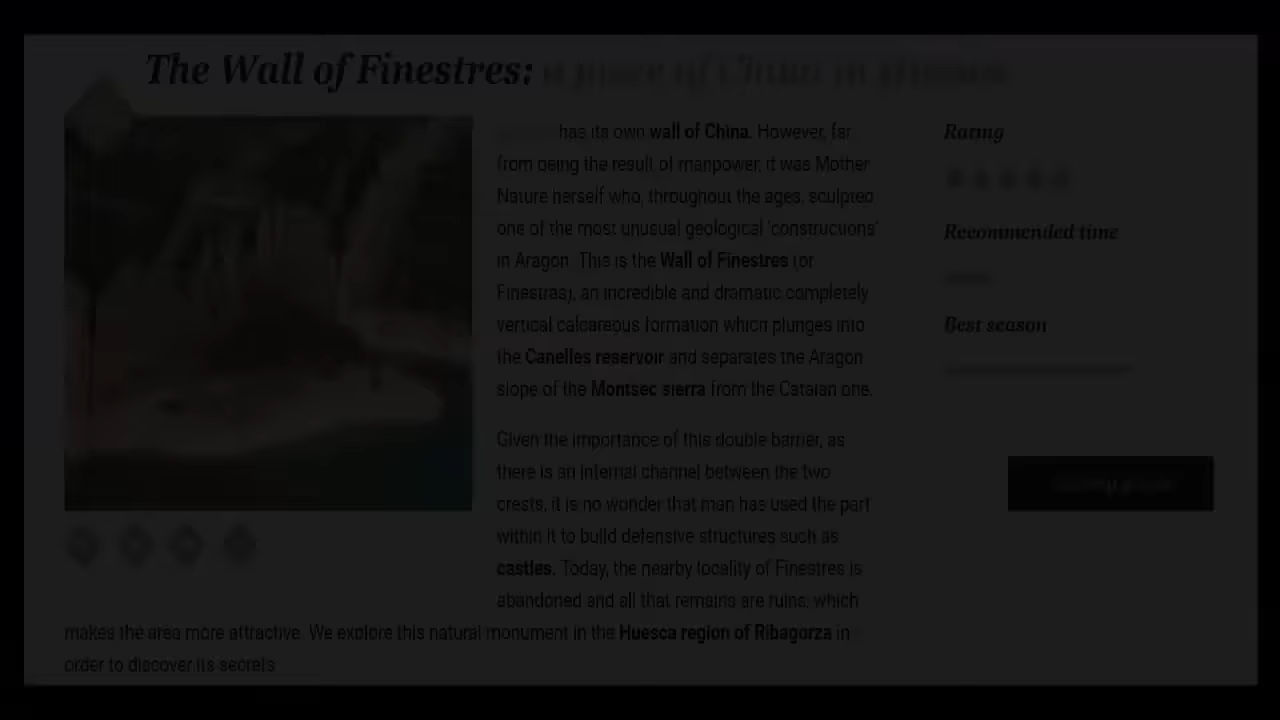 The Wall of Finestres: a piece of China in
has its own wall of China. However, far
from being the result of manpower, it was Mother
Nature herself who, throughout the ages, sculpted
one of the most unusual geological 'constructions'
in Aragon. This is the Wall of Finestres (or
Finestras), an incredible and dramatic completely
vertical calcareous formation which plunges into
the Canelles reservoir and separates the Aragon
slope of the Montsec sierra from the Catalan one.
Given the importance of this double barrier, as
there is an internal channel between the two
crests, it is no wonder that man has used the part
within it to build defensive structures such as
castles. Today, the nearby locality of Finestres is
abandoned and all that remains are ruins, which
makes the area more attractive. We explore this natural monument in the Huesca region of Ribagorza in
order to discover its secrets
Rating
Recommended time
Best season